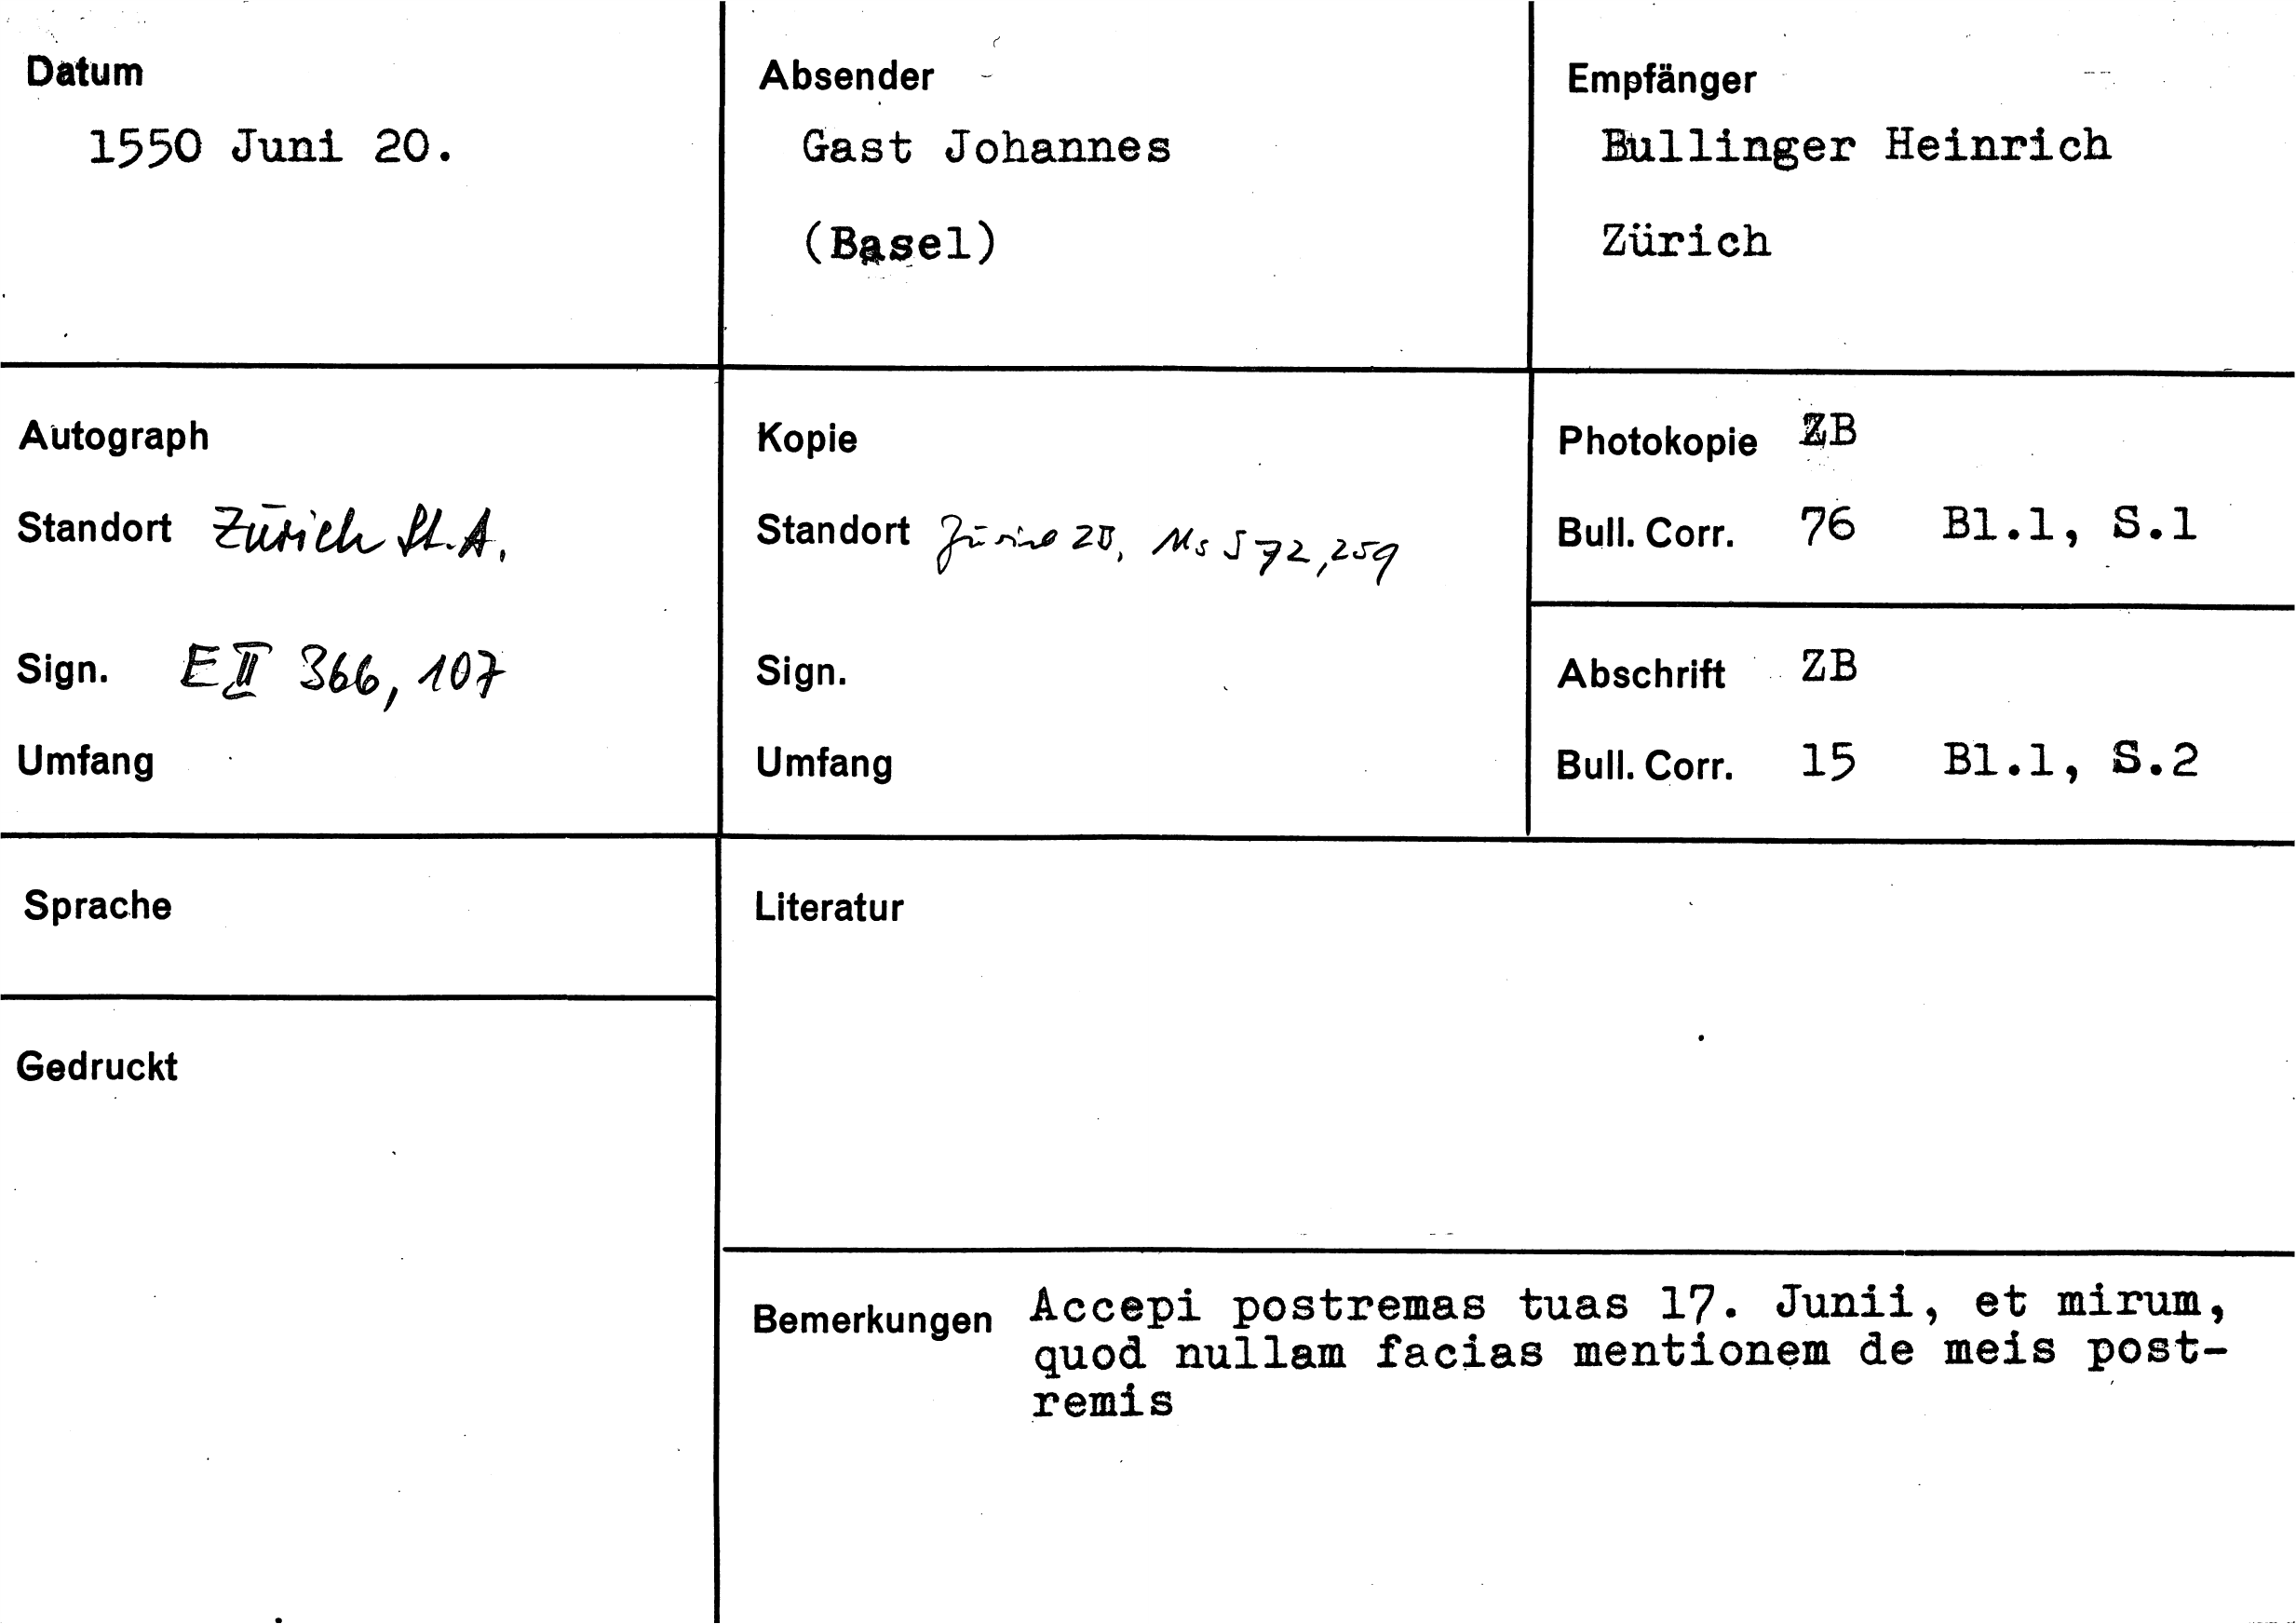 Datum
1550 Juni 20.
Absender
Gast Johannes
(Basel)
Empfänger
Bullinger Heinrich
Zürich
Autograph
Standort Zürich St.A.
Sign. E II 366, 107
Umfang
Kopie
Standort Zürich ZB, Ms S 72, 259
Sign.
Umfang
Photokopie ZB
Bull. Corr. 76 Bl.1, S.1
Abschrift ZB
Bull. Corr. 15 Bl.1, S.2
Sprache
Literatur
Gedruckt
Bemerkungen Accepi postremas tuas 17. Junii, et mirum,
quod nullam facias mentionem de meis post-
remis